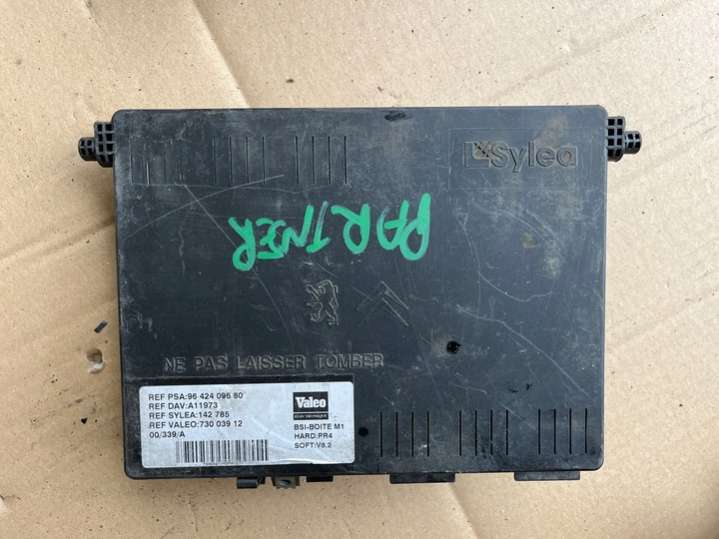 Sylea
PARTNER
NE PAS LAISSER TOMBER
REF PSA:96 424 096 80
REF DAV:A11973
REF SYLEA:142 785
REF VALEO:730 039 12
00/339/A
Valeo
BSI-BOITE M1
HARD:PR4
SOFT:V8.2